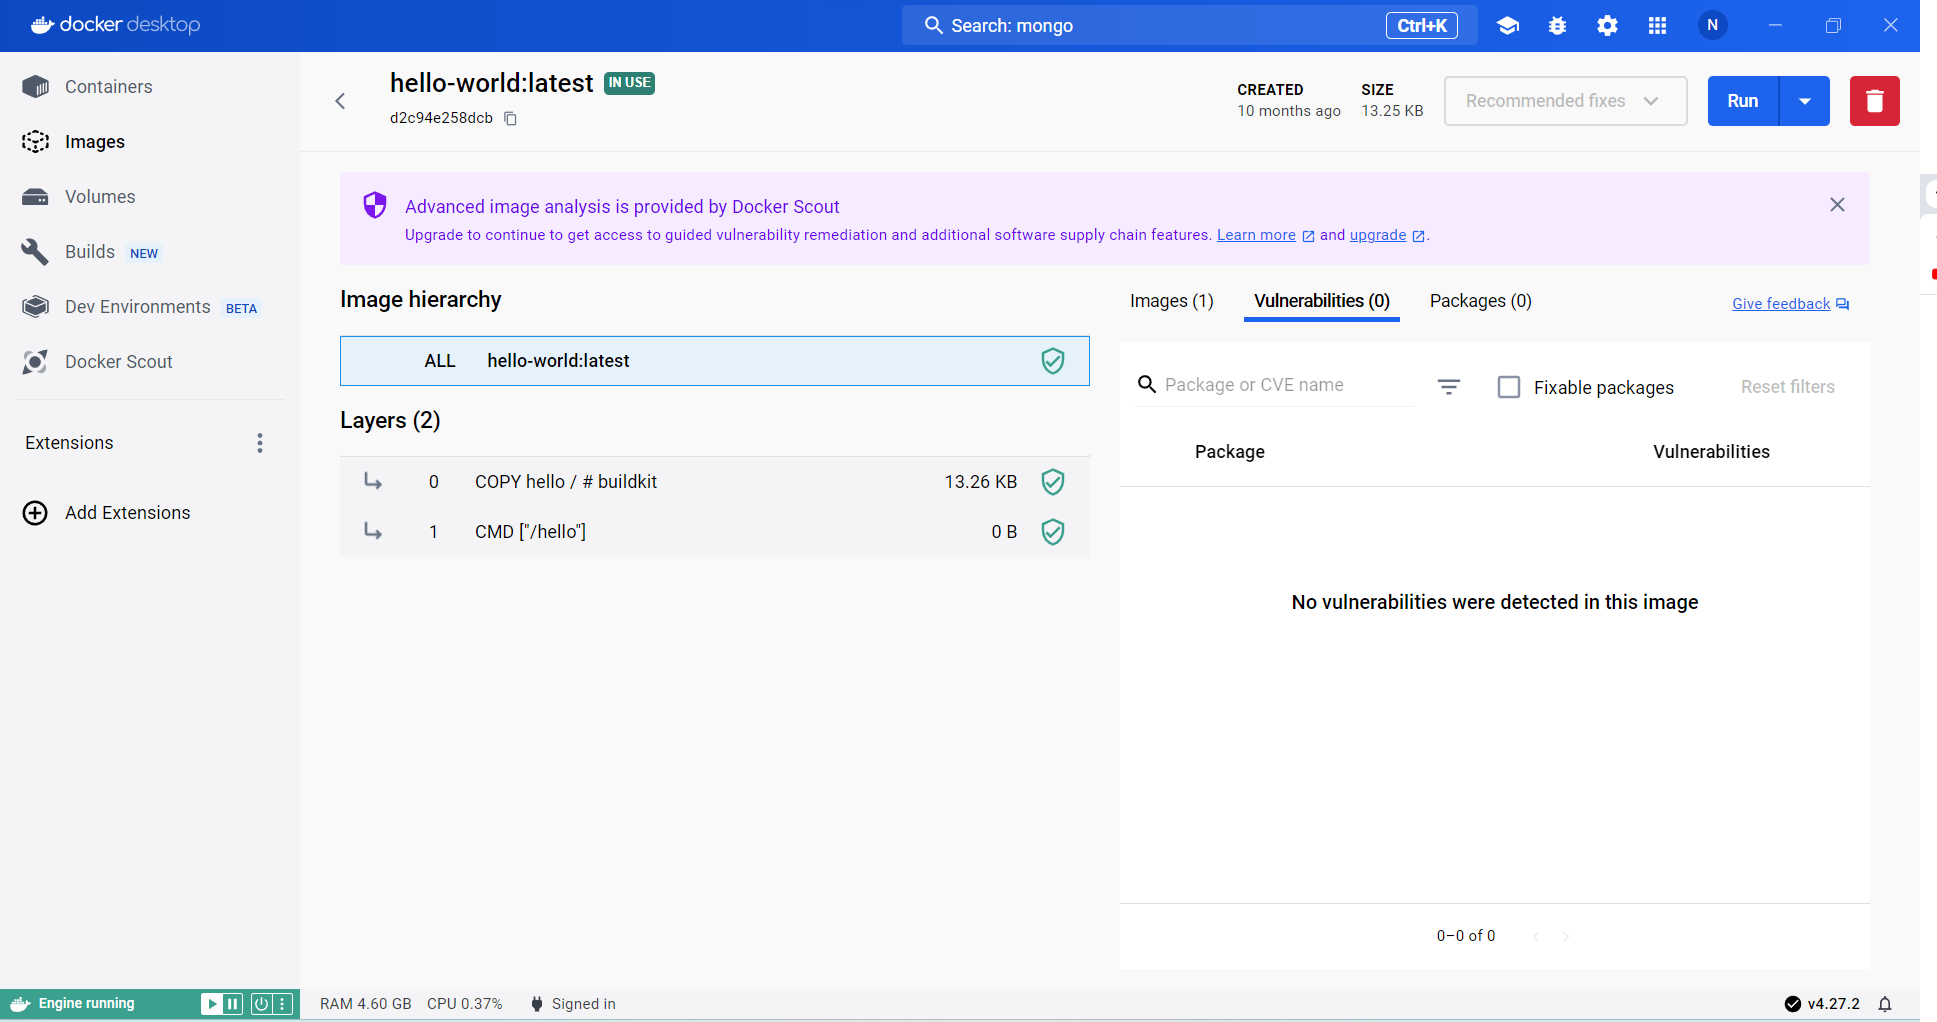 docker desktop
Search: mongo
Ctrl+K
N
Containers
Images
Volumes
Builds NEW
Dev Environments BETA
Docker Scout
Extensions
Add Extensions
hello-world:latest IN USE
d2c94e258dcb
CREATED
10 months ago
SIZE
13.25 KB
Recommended fixes
Run
Advanced image analysis is provided by Docker Scout
Upgrade to continue to get access to guided vulnerability remediation and additional software supply chain features. Learn more and upgrade .
Image hierarchy
ALL hello-world:latest
Layers (2)
0 COPY hello / # buildkit 13.26 KB
1 CMD ["/hello"] 0 B
Images (1) Vulnerabilities (0) Packages (0) Give feedback
Package or CVE name Fixable packages Reset filters
Package Vulnerabilities
No vulnerabilities were detected in this image
0–0 of 0
Engine running RAM 4.60 GB CPU 0.37% Signed in v4.27.2